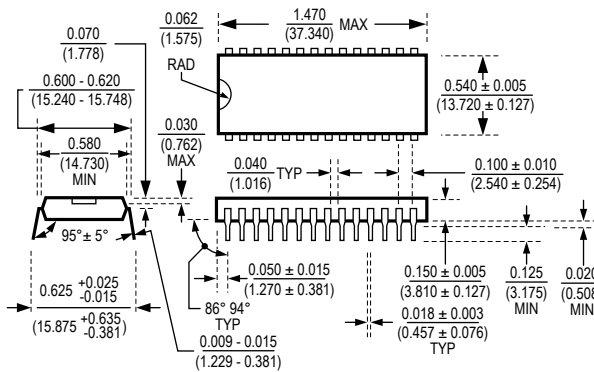 0.062
(1.575)
RAD
1.470
(37.340)
MAX
0.070
(1.778)
0.600 - 0.620
(15.240 - 15.748)
0.540 ± 0.005
(13.720 ± 0.127)
0.580
(14.730)
MIN
0.030
(0.762)
MAX
0.040
(1.016)
TYP
0.100 ± 0.010
(2.540 ± 0.254)
95°± 5°
86° 94°
TYP
0.050 ± 0.015
(1.270 ± 0.381)
0.150 ± 0.005
(3.810 ± 0.127)
0.125
(3.175)
MIN
0.020
(0.508
MIN
0.625 +0.025
-0.015
(15.875 +0.635
-0.381)
0.018 ± 0.003
(0.457 ± 0.076)
TYP
0.009 - 0.015
(1.229 - 0.381)